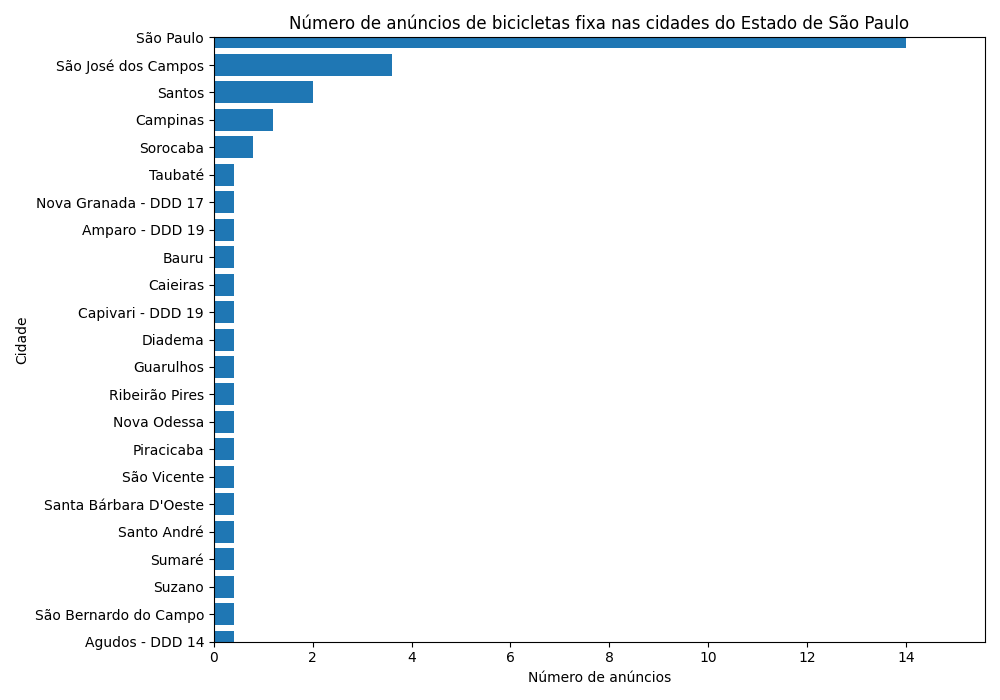 Número de anúncios de bicicletas fixa nas cidades do Estado de São Paulo
São Paulo
São José dos Campos
Santos
Campinas
Sorocaba
Taubaté
Nova Granada - DDD 17
Amparo - DDD 19
Bauru
Caieiras
Capivari - DDD 19
Diadema
Guarulhos
Ribeirão Pires
Nova Odessa
Piracicaba
São Vicente
Santa Bárbara D'Oeste
Santo André
Sumaré
Suzano
São Bernardo do Campo
Agudos - DDD 14
Cidade
0 2 4 6 8 10 12 14
Número de anúncios